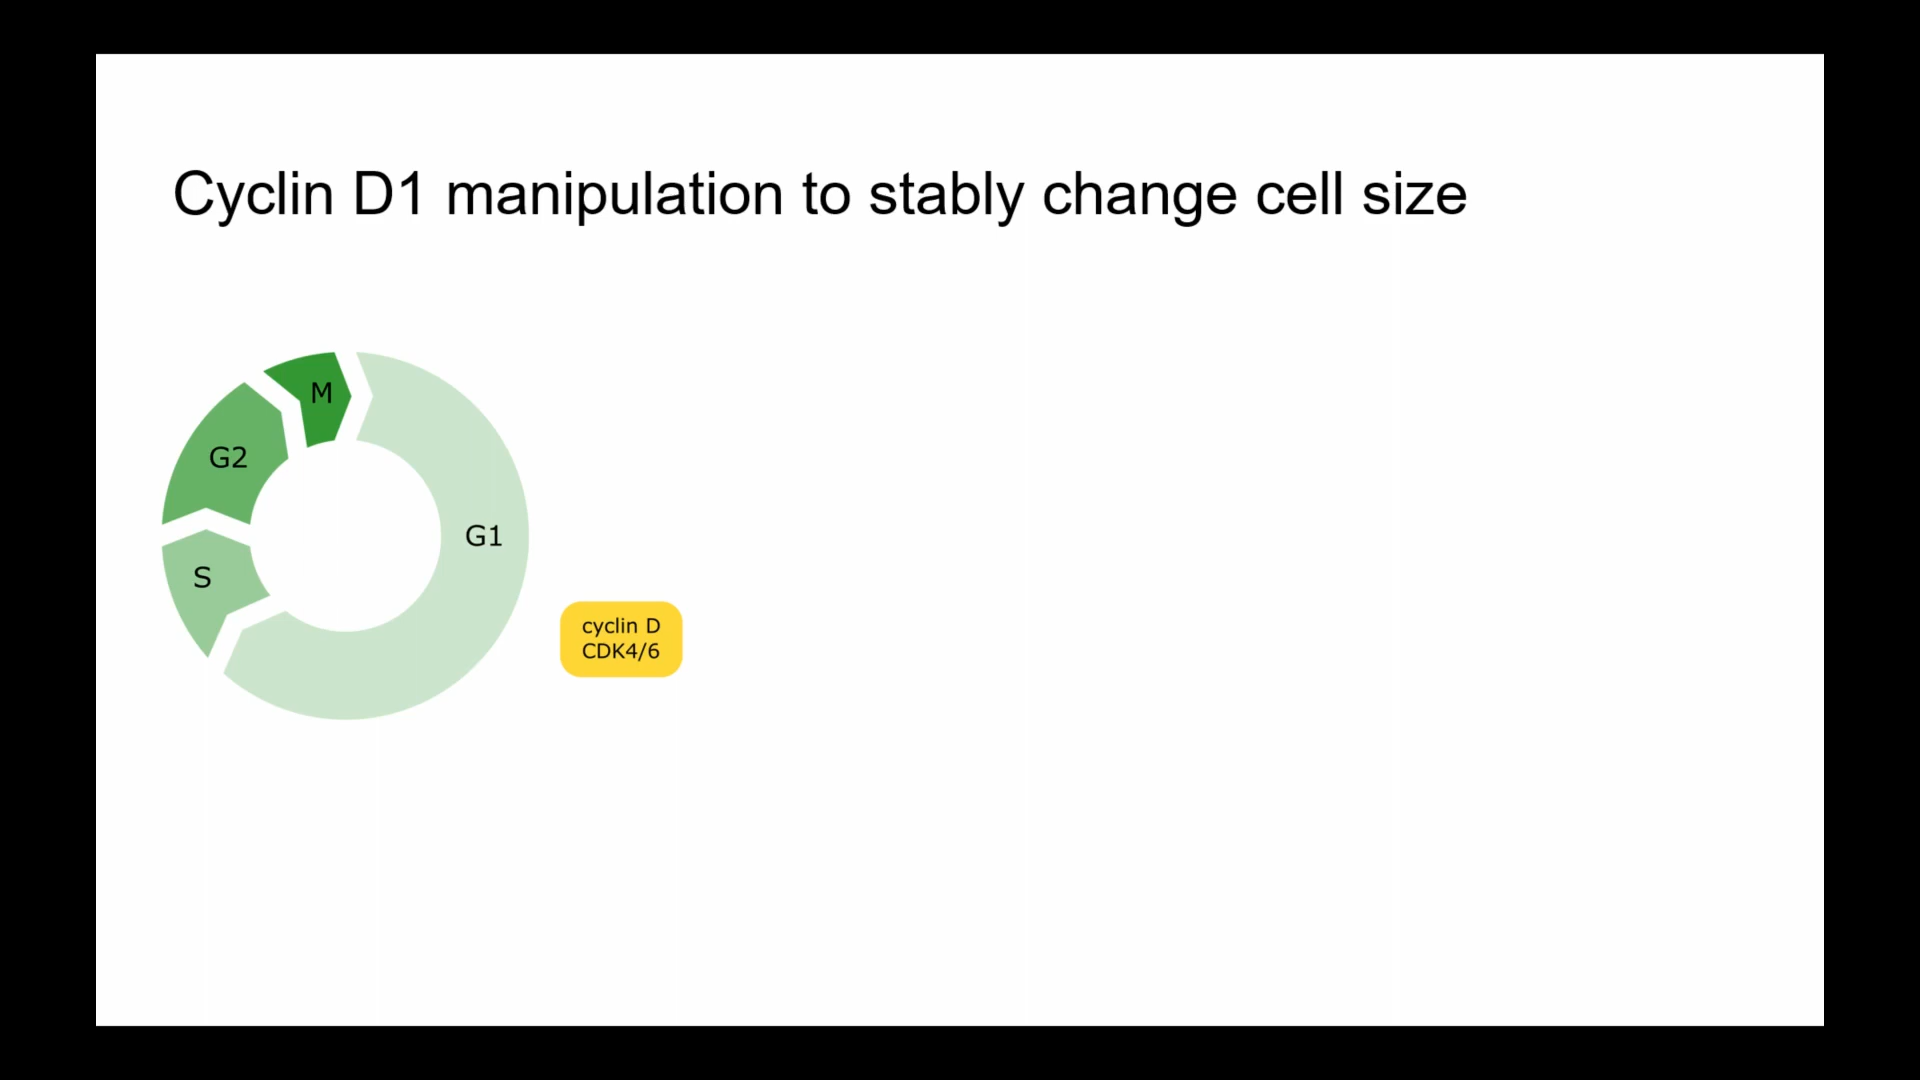 Cyclin D1 manipulation to stably change cell size
M
G2
G1
S
cyclin D
CDK4/6